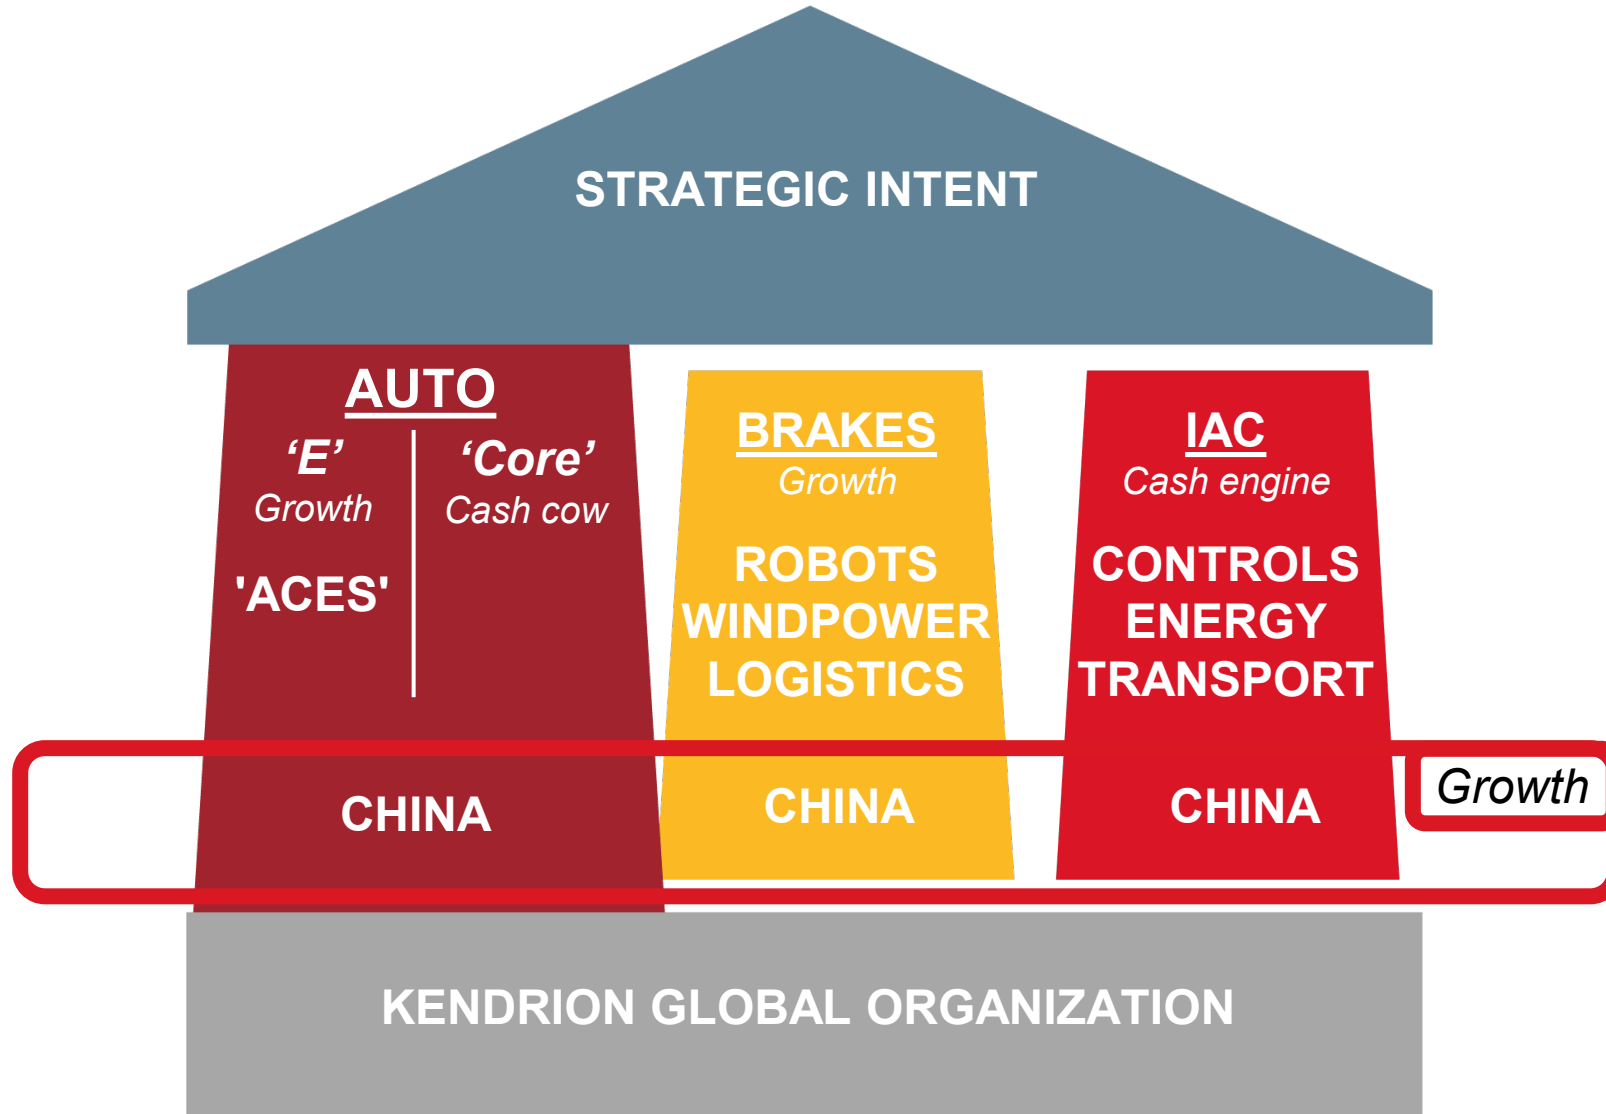 STRATEGIC INTENT
AUTO
‘E’
Growth
'ACES'
‘Core’
Cash cow
BRAKES
Growth
ROBOTS
WINDPOWER
LOGISTICS
IAC
Cash engine
CONTROLS
ENERGY
TRANSPORT
CHINA
CHINA
CHINA
Growth
KENDRION GLOBAL ORGANIZATION